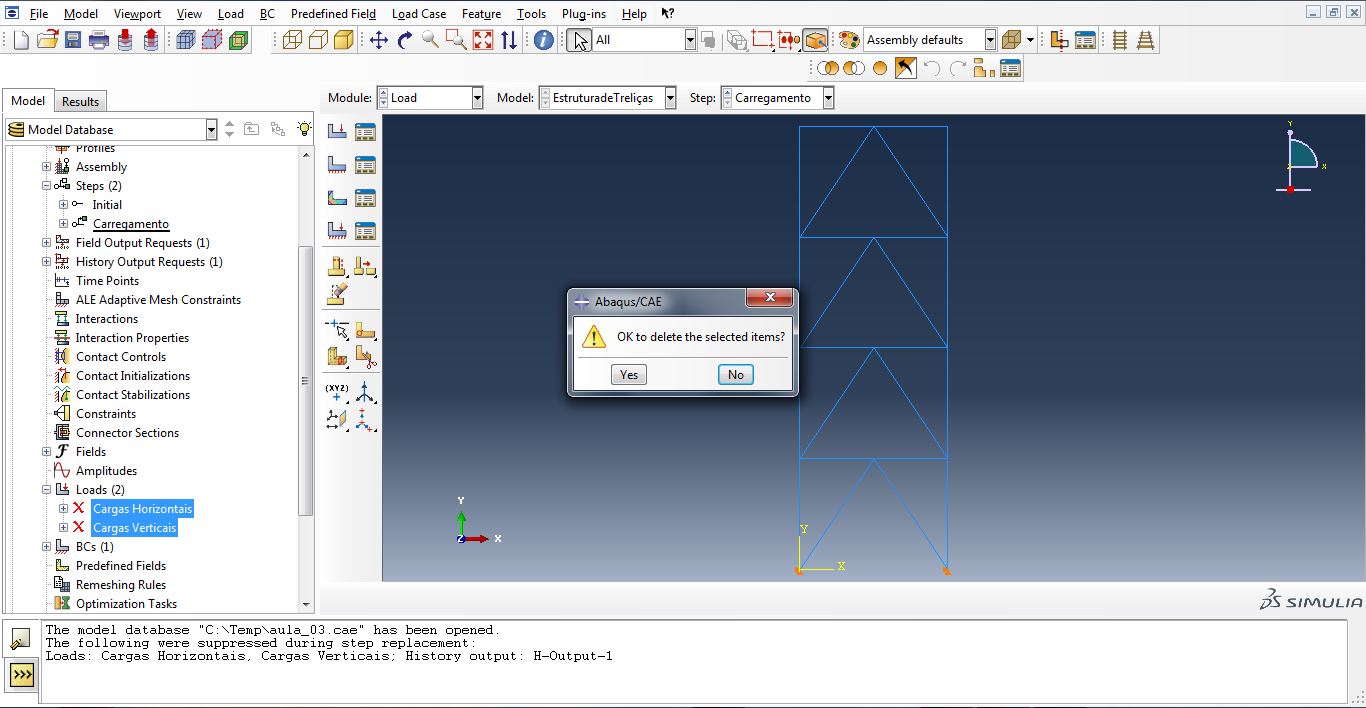 File Model Viewport View Load BC Predefined Field Load Case Feature Tools Plug-ins Help ?
All
Assembly defaults
Model Results
Module: Load Model: EstruturadeTreliças Step: Carregamento
Model Database
Profiles
Assembly
Steps (2)
Initial
Carregamento
Field Output Requests (1)
History Output Requests (1)
Time Points
ALE Adaptive Mesh Constraints
Interactions
Interaction Properties
Contact Controls
Contact Initializations
Contact Stabilizations
Constraints
Connector Sections
Fields
Amplitudes
Loads (2)
Cargas Horizontais
Cargas Verticais
BCs (1)
Predefined Fields
Remeshing Rules
Optimization Tasks
(XYZ)
Y
X
Z
Abaqus/CAE
OK to delete the selected items?
Yes No
Y
X
Z
Y
X
SIMULIA
The model database "C:\Temp\aula_03.cae" has been opened.
The following were suppressed during step replacement:
Loads: Cargas Horizontais, Cargas Verticais; History output: H-Output-1
>>>